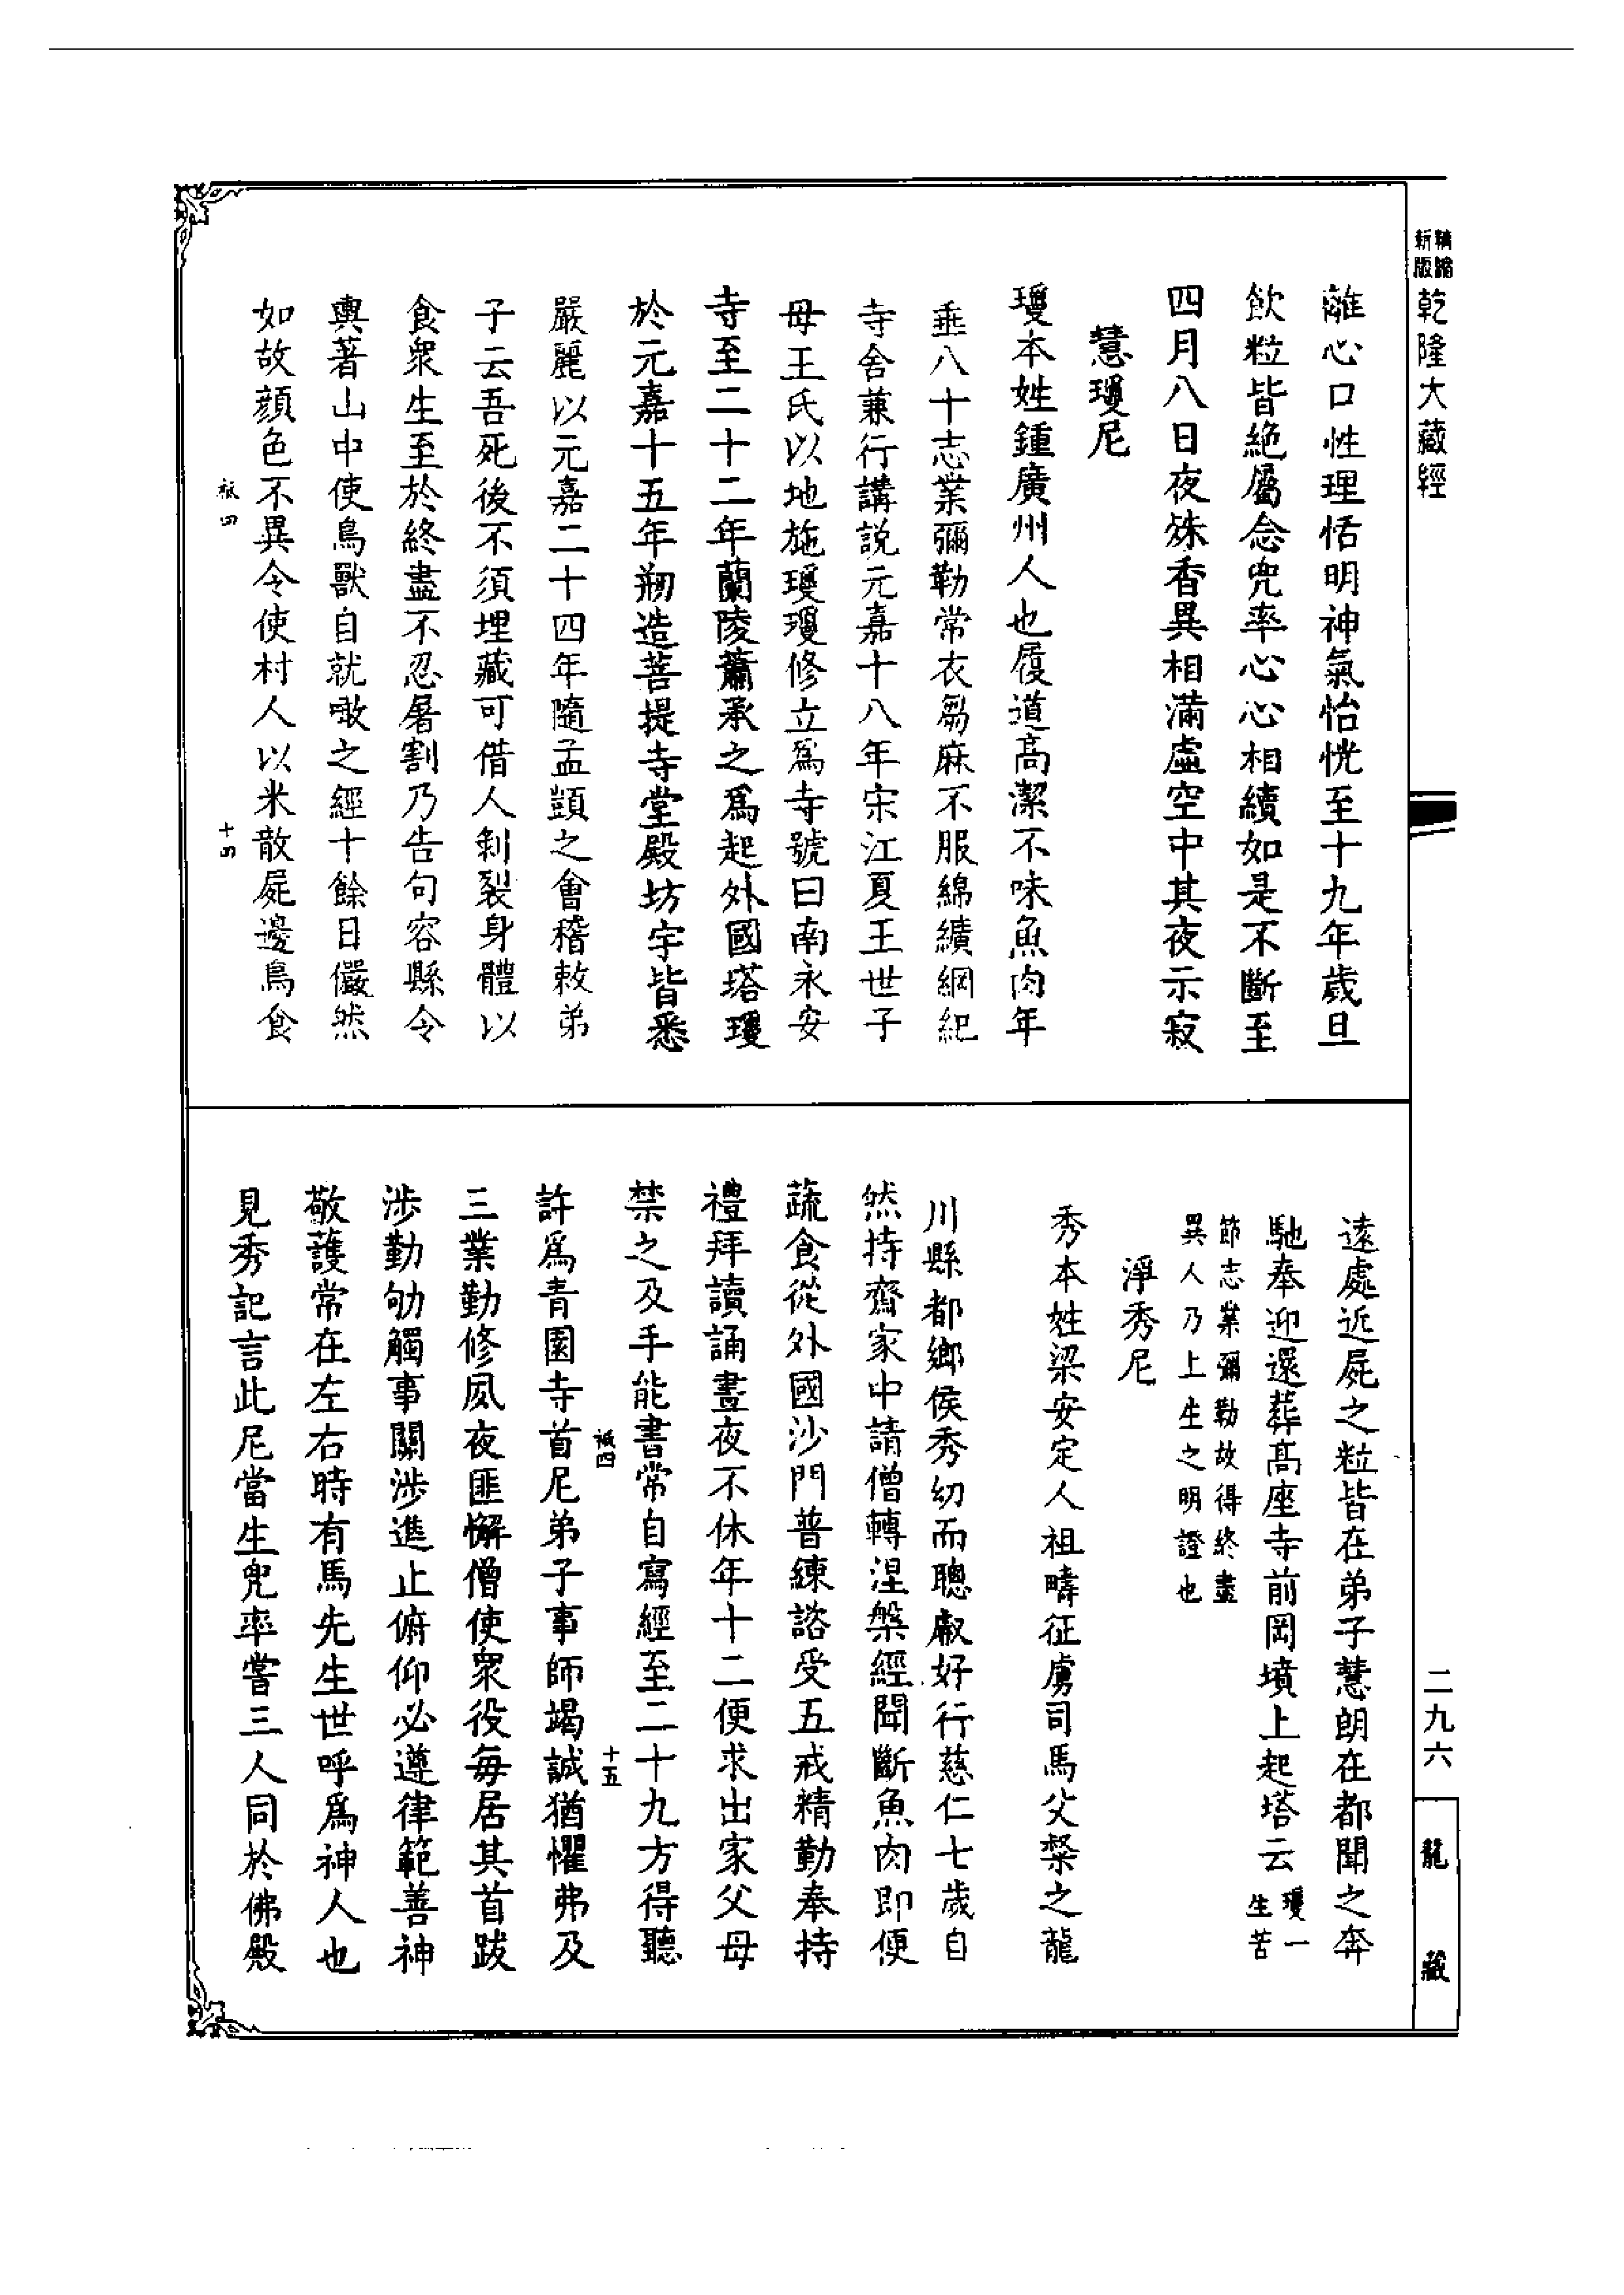 精縮
新版
乾隆大藏經
離心口性理恬明神氣怡恍至十九年歲旦
飲粒皆絕屬念兜率心心相續如是不斷至
四月八日夜殊香異相滿虛空中其夜示寂
慧瓊尼
瓊本姓鍾廣州人也履道高潔不味魚肉年
垂八十志業彌勒常衣芻麻不服綿纊綱紀
寺舍兼行講說元嘉十八年宋江夏王世子
母王氏以地施瓊瓊修立爲寺號曰南永安
寺至二十二年蘭陵蕭承之爲起外國塔瓊
於元嘉十五年剏造菩提寺堂殿坊宇皆悉
嚴麗以元嘉二十四年隨孟顗之會稽敕弟
子云吾死後不須埋藏可借人剝裂身體以
食衆生至於終盡不忍屠割乃告句容縣令
輿著山中使鳥獸自就噉之經十餘日儼然
如故顔色不異令使村人以米散屍邊鳥食
四
十四
遠處近屍之粒皆在弟子慧朗在都聞之奔
馳奉迎還葬高座寺前岡墳上起塔云瓊一
生苦
節志業彌勒故得終盡
異人乃上生之明證也
淨秀尼
秀本姓梁安定人祖疇征虜司馬父粲之龍
川縣都鄉侯秀幼而聰叡好行慈仁七歲自
然持齋家中請僧轉涅槃經聞斷魚肉即便
蔬食從外國沙門普練諮受五戒精勤奉持
禮拜讀誦晝夜不休年十二便求出家父母
禁之及手能書常自寫經至二十九方得聽
四
十五
許爲青園寺首尼弟子事師竭誠猶懼弗及
三業勤修夙夜匪懈僧使衆役每居其首跋
涉勤劬觸事關涉進止俯仰必遵律範善神
敬護常在左右時有馬先生世呼爲神人也
見秀記言此尼當生兜率嘗三人同於佛殿
二九六
龍藏